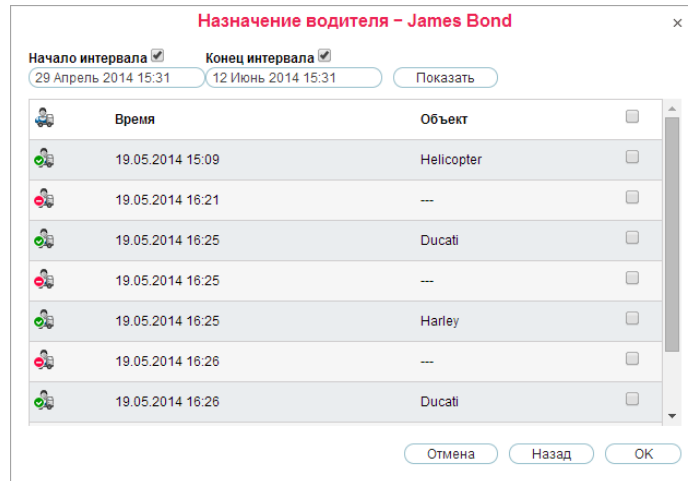 Назначение водителя – James Bond
×
Начало интервала Конец интервала
29 Апрель 2014 15:31 12 Июнь 2014 15:31 Показать
Время Объект
19.05.2014 15:09 Helicopter
19.05.2014 16:21 ---
19.05.2014 16:25 Ducati
19.05.2014 16:25 ---
19.05.2014 16:25 Harley
19.05.2014 16:26 ---
19.05.2014 16:26 Ducati
Отмена Назад OK